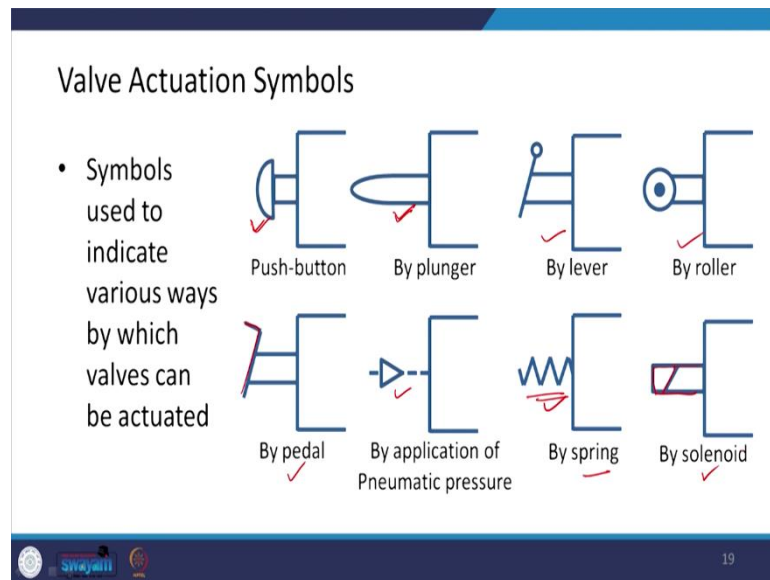 Valve Actuation Symbols
• Symbols
used to
indicate
various ways
by which
valves can
be actuated
Push-button
By plunger
By lever
By roller
By pedal
By application of
Pneumatic pressure
By spring
By solenoid
swayam
19